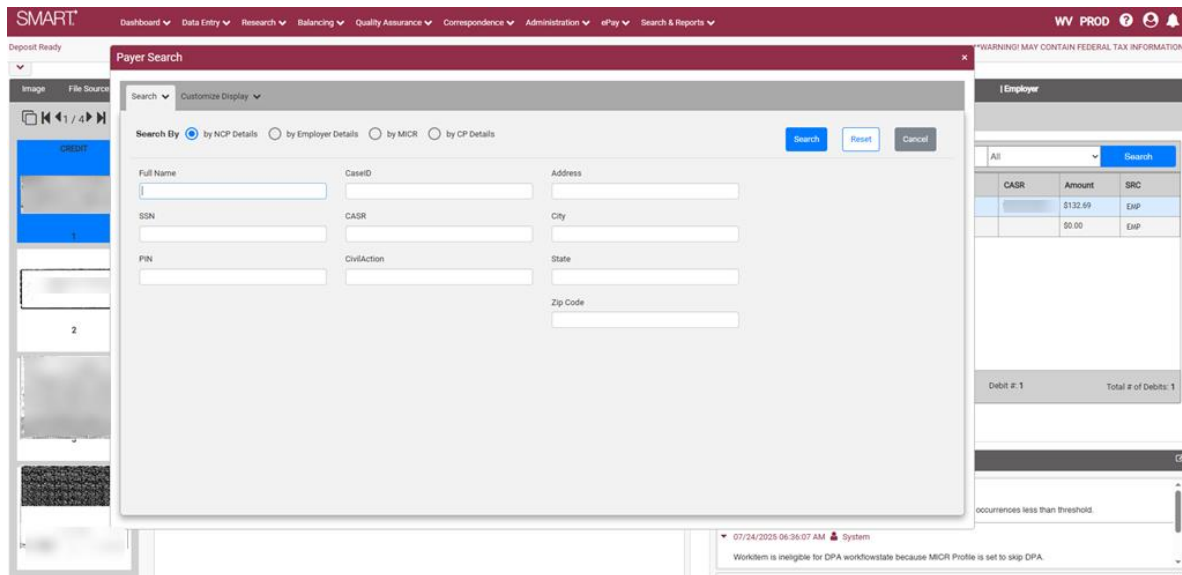 SMART
Dashboard Data Entry Research Balancing Quality Assurance Correspondence Administration ePay Search & Reports
WV PROD
Deposit Ready
**WARNING! MAY CONTAIN FEDERAL TAX INFORMATION
Payer Search ×
Image File Source
| Employer
Search Customize Display
1 / 4
Search By by NCP Details by Employer Details by MICR by CP Details
Search Reset Cancel
CREDIT
All Search
Full Name CaseID Address
CASR Amount SRC
$132.69 EMP
SSN CASR City
$0.00 EMP
1
PIN CivilAction State
Zip Code
2
Debit #: 1 Total # of Debits: 1
occurrences less than threshold.
07/24/2025 06:36:07 AM System
Workitem is ineligible for DPA workflowstate because MICR Profile is set to skip DPA.